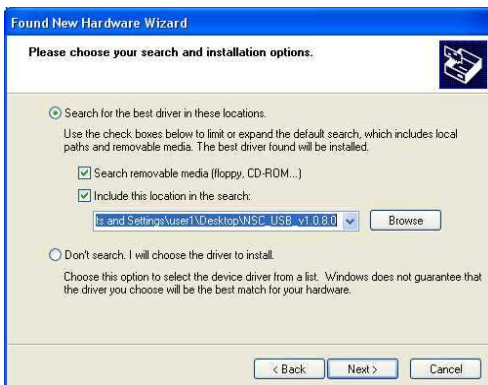 Found New Hardware Wizard
Please choose your search and installation options.
Search for the best driver in these locations.
Use the check boxes below to limit or expand the default search, which includes local
paths and removable media. The best driver found will be installed.
Search removable media (floppy, CD-ROM...)
Include this location in the search:
ts and Settings\user1\Desktop\NSC_USB_v1.0.8.0
Browse
Don't search. I will choose the driver to install.
Choose this option to select the device driver from a list. Windows does not guarantee that
the driver you choose will be the best match for your hardware.
< Back Next > Cancel